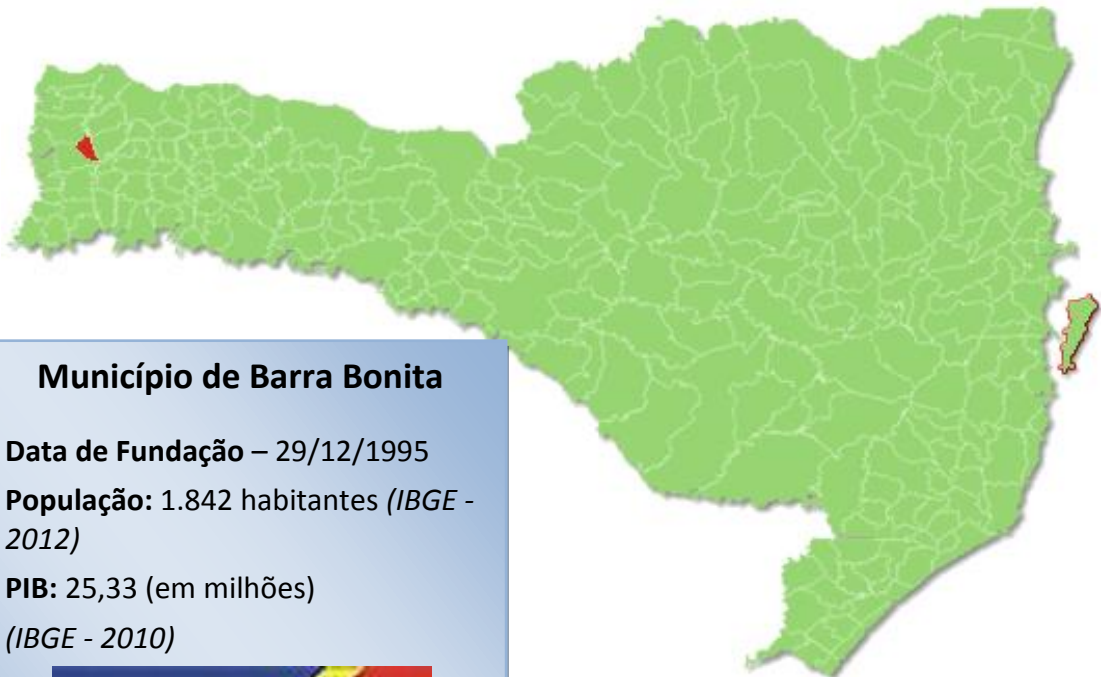 Município de Barra Bonita
Data de Fundação – 29/12/1995
População: 1.842 habitantes (IBGE -
2012)
PIB: 25,33 (em milhões)
(IBGE - 2010)